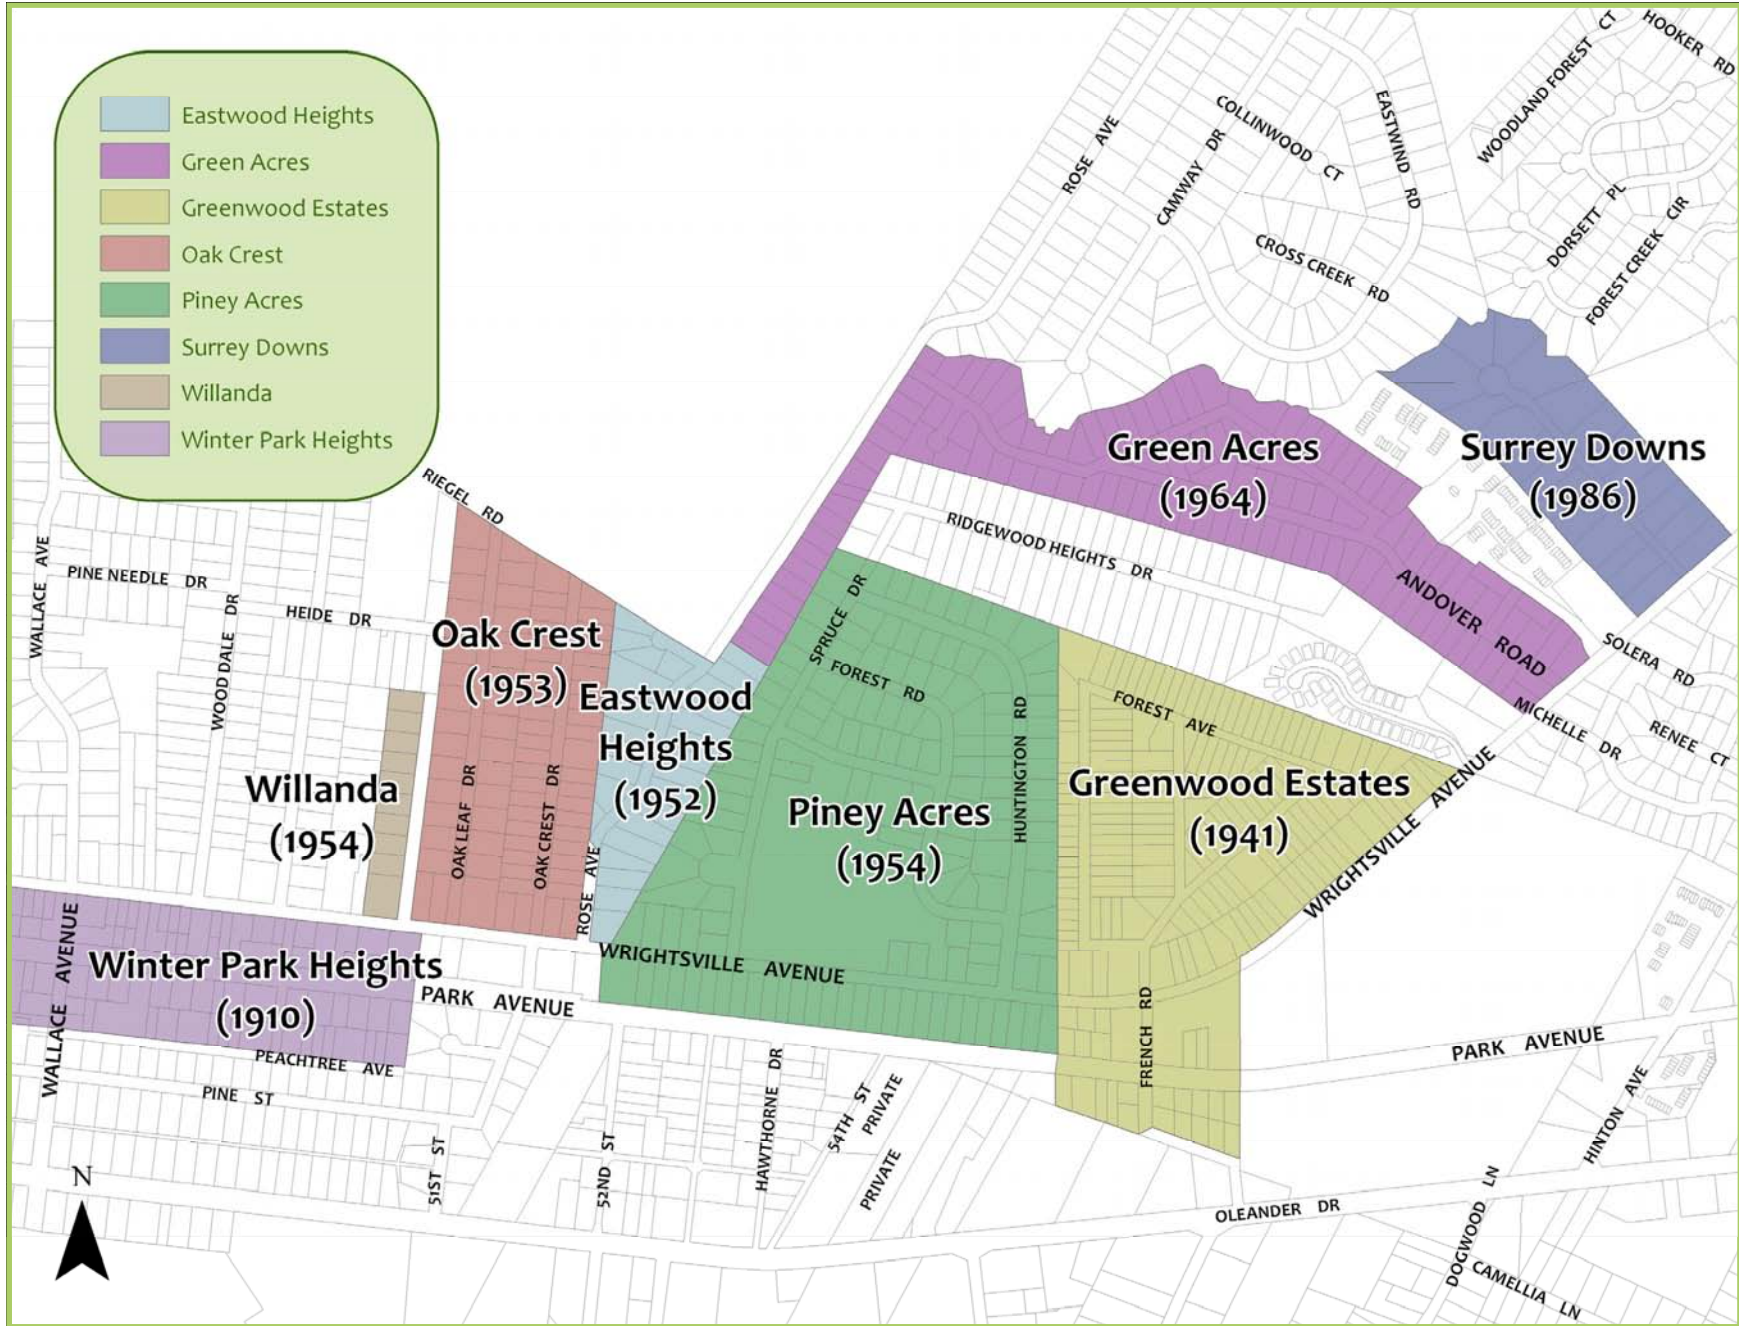 Eastwood Heights
Green Acres
Greenwood Estates
Oak Crest
Piney Acres
Surrey Downs
Willanda
Winter Park Heights
HOOKER RD
WOODLAND FOREST CT
ROSE AVE
CAMWAY DR
COLLINWOOD CT
EASTWIND RD
CROSS CREEK RD
DORSETT PL
FOREST CREEK CIR
Green Acres
(1964)
Surrey Downs
(1986)
RIEGEL RD
RIDGEWOOD HEIGHTS DR
ANDOVER ROAD
SOLERA RD
MICHELLE DR
RENEE CT
WALLACE AVE
PINE NEEDLE DR
WOOD DALE DR
HEIDE DR
Oak Crest
(1953)
Eastwood
Heights
(1952)
SPRUCE DR
FOREST RD
HUNTINGTON RD
FOREST AVE
Willanda
(1954)
OAK LEAF DR
OAK CREST DR
ROSE AVE
Piney Acres
(1954)
Greenwood Estates
(1941)
WRIGHTSVILLE AVENUE
WRIGHTSVILLE AVENUE
WALLACE AVENUE
Winter Park Heights
(1910)
PARK AVENUE
PEACHTREE AVE
PINE ST
FRENCH RD
PARK AVENUE
HINTON AVE
51ST ST
52ND ST
HAWTHORNE DR
54TH ST
PRIVATE
PRIVATE
OLEANDER DR
DOGWOOD LN
CAMELLIA LN
N